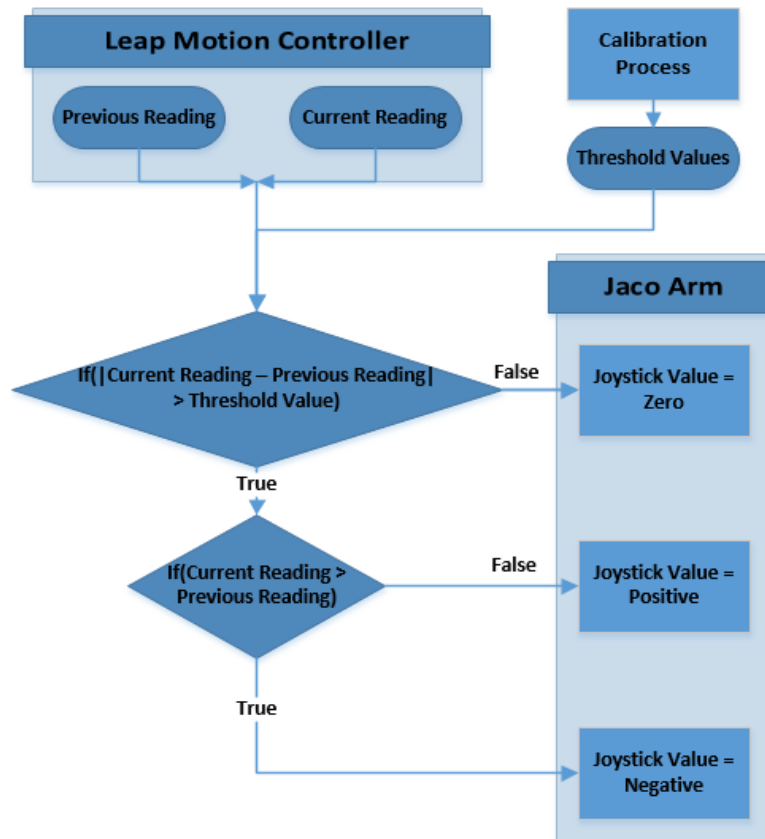 Leap Motion Controller
Previous Reading
Current Reading
Calibration
Process
Threshold Values
Jaco Arm
If(|Current Reading – Previous Reading|
> Threshold Value)
False
Joystick Value =
Zero
True
If(Current Reading >
Previous Reading)
False
Joystick Value =
Positive
True
Joystick Value =
Negative